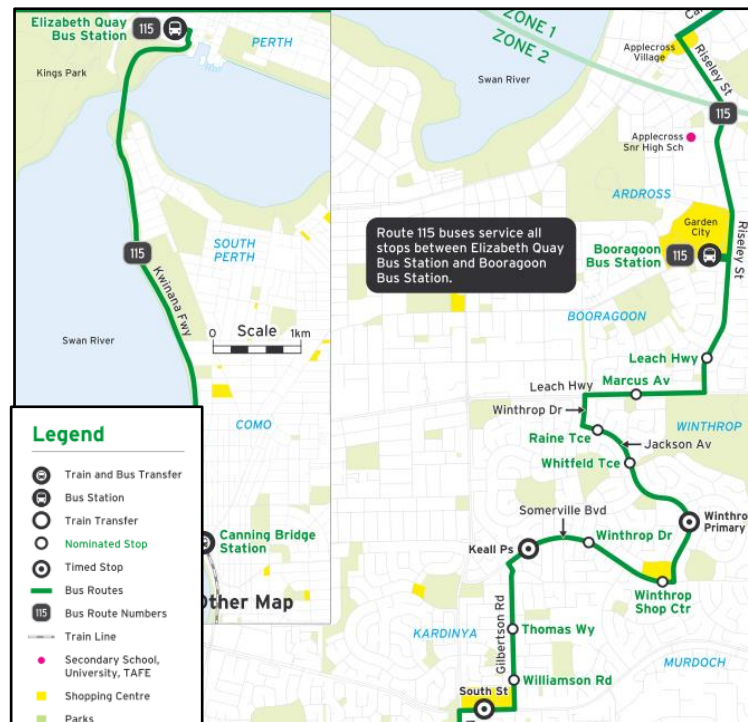 Elizabeth Quay
Bus Station
115
PERTH
Kings Park
SOUTH
PERTH
115
Kwinana Fwy
0 Scale 1km
Swan River
COMO
Canning Bridge
Station
Other Map
ZONE 1
ZONE 2
Swan River
Applecross
Village
Riseley St
115
Applecross
Snr High Sch
ARDROSS
Route 115 buses service all
stops between Elizabeth Quay
Bus Station and Booragoon
Bus Station.
Garden
City
Booragoon
Bus Station
115
Riseley St
BOORAGOON
Leach Hwy
Leach Hwy
Marcus Av
Winthrop Dr
WINTHROP
Raine Tce
Jackson Av
Whitfeld Tce
Somerville Bvd
Winthro
Primary
Keall Ps
Winthrop Dr
Winthrop
Shop Ctr
Gilbertson Rd
KARDINYA
Thomas Wy
MURDOCH
Williamson Rd
South St
Legend
Train and Bus Transfer
Bus Station
Train Transfer
Nominated Stop
Timed Stop
Bus Routes
115 Bus Route Numbers
Train Line
Secondary School,
University, TAFE
Shopping Centre
Parks